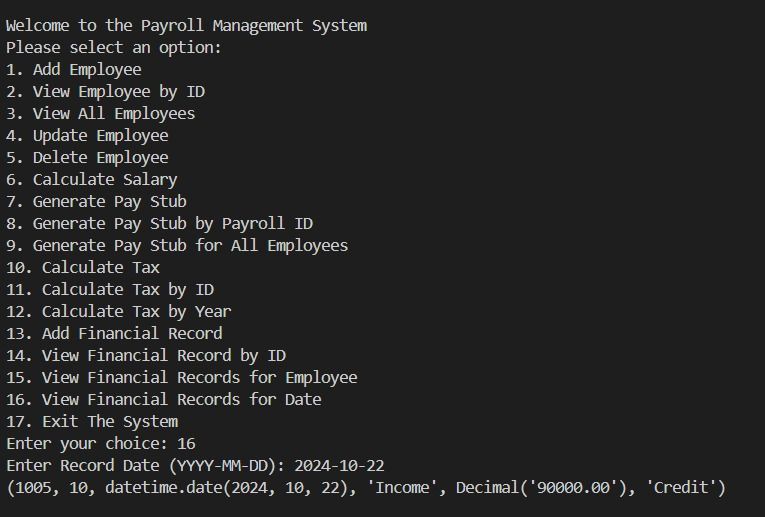 Welcome to the Payroll Management System
Please select an option:
1. Add Employee
2. View Employee by ID
3. View All Employees
4. Update Employee
5. Delete Employee
6. Calculate Salary
7. Generate Pay Stub
8. Generate Pay Stub by Payroll ID
9. Generate Pay Stub for All Employees
10. Calculate Tax
11. Calculate Tax by ID
12. Calculate Tax by Year
13. Add Financial Record
14. View Financial Record by ID
15. View Financial Records for Employee
16. View Financial Records for Date
17. Exit The System
Enter your choice: 16
Enter Record Date (YYYY-MM-DD): 2024-10-22
(1005, 10, datetime.date(2024, 10, 22), 'Income', Decimal('90000.00'), 'Credit')